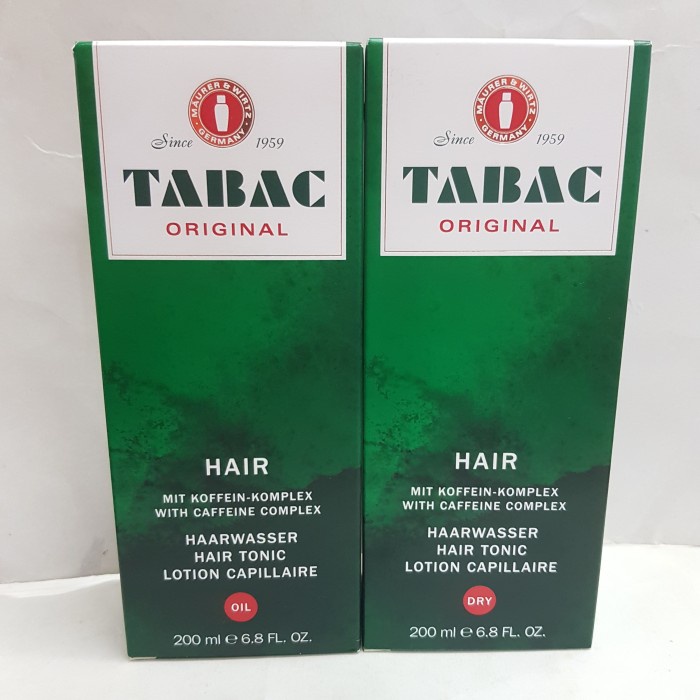 MÄURER & WIRTZ
GERMANY
Since 1959
TABAC
ORIGINAL
HAIR
MIT KOFFEIN-KOMPLEX
WITH CAFFEINE COMPLEX
HAARWASSER
HAIR TONIC
LOTION CAPILLAIRE
OIL
200 ml ℮ 6.8 FL. OZ.
MÄURER & WIRTZ
GERMANY
Since 1959
TABAC
ORIGINAL
HAIR
MIT KOFFEIN-KOMPLEX
WITH CAFFEINE COMPLEX
HAARWASSER
HAIR TONIC
LOTION CAPILLAIRE
DRY
200 ml ℮ 6.8 FL. OZ.